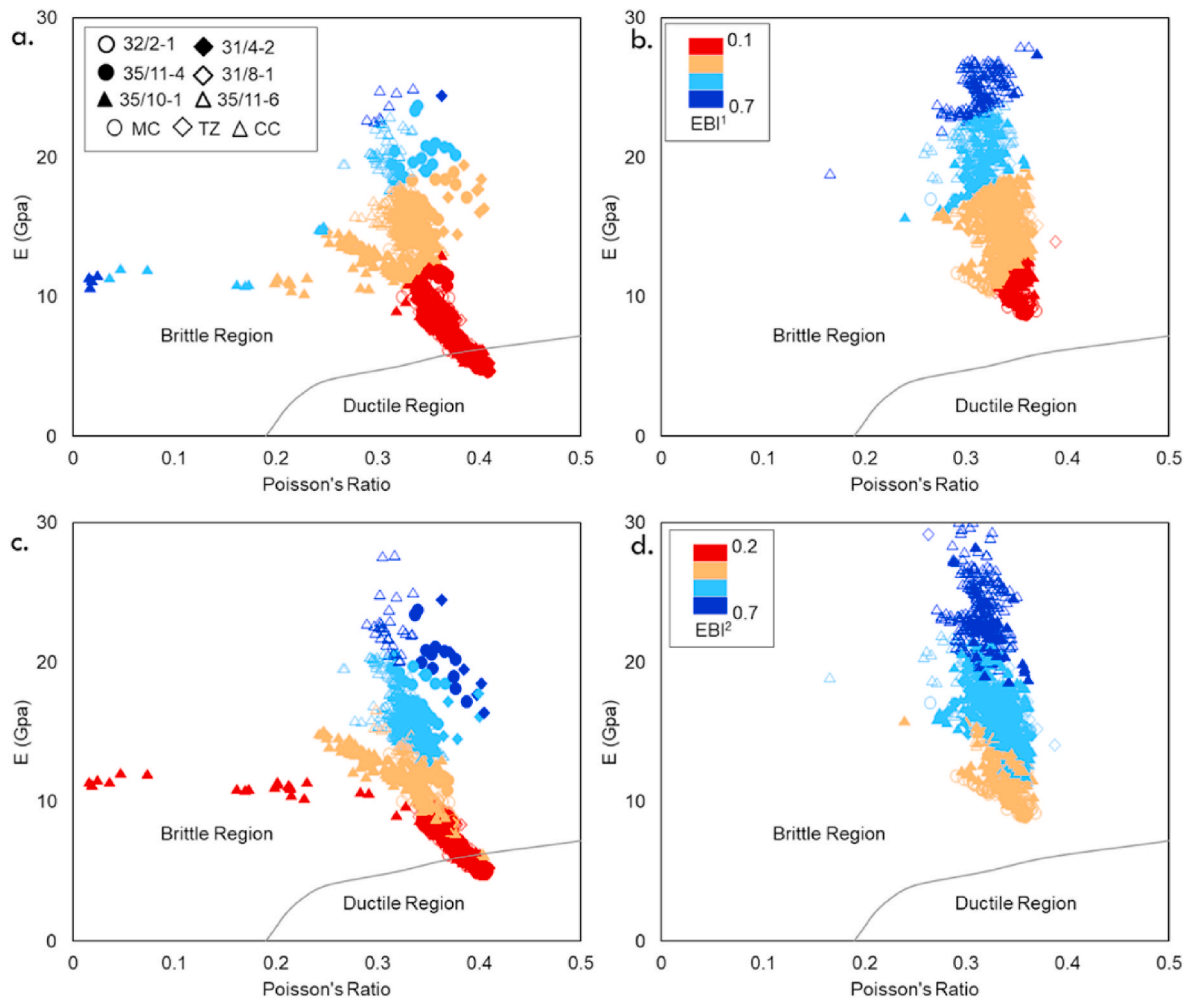 a.
30
20
10
0
E (Gpa)
32/2-1
31/4-2
35/11-4
31/8-1
35/10-1
35/11-6
MC
TZ
CC
Brittle Region
Ductile Region
0
0.1
0.2
0.3
0.4
0.5
Poisson's Ratio
b.
30
20
10
0
E (Gpa)
0.1
0.7
EBI¹
Brittle Region
Ductile Region
0
0.1
0.2
0.3
0.4
0.5
Poisson's Ratio
c.
30
20
10
0
E (Gpa)
Brittle Region
Ductile Region
0
0.1
0.2
0.3
0.4
0.5
Poisson's Ratio
d.
30
20
10
0
E (Gpa)
0.2
0.7
EBI²
Brittle Region
Ductile Region
0
0.1
0.2
0.3
0.4
0.5
Poisson's Ratio